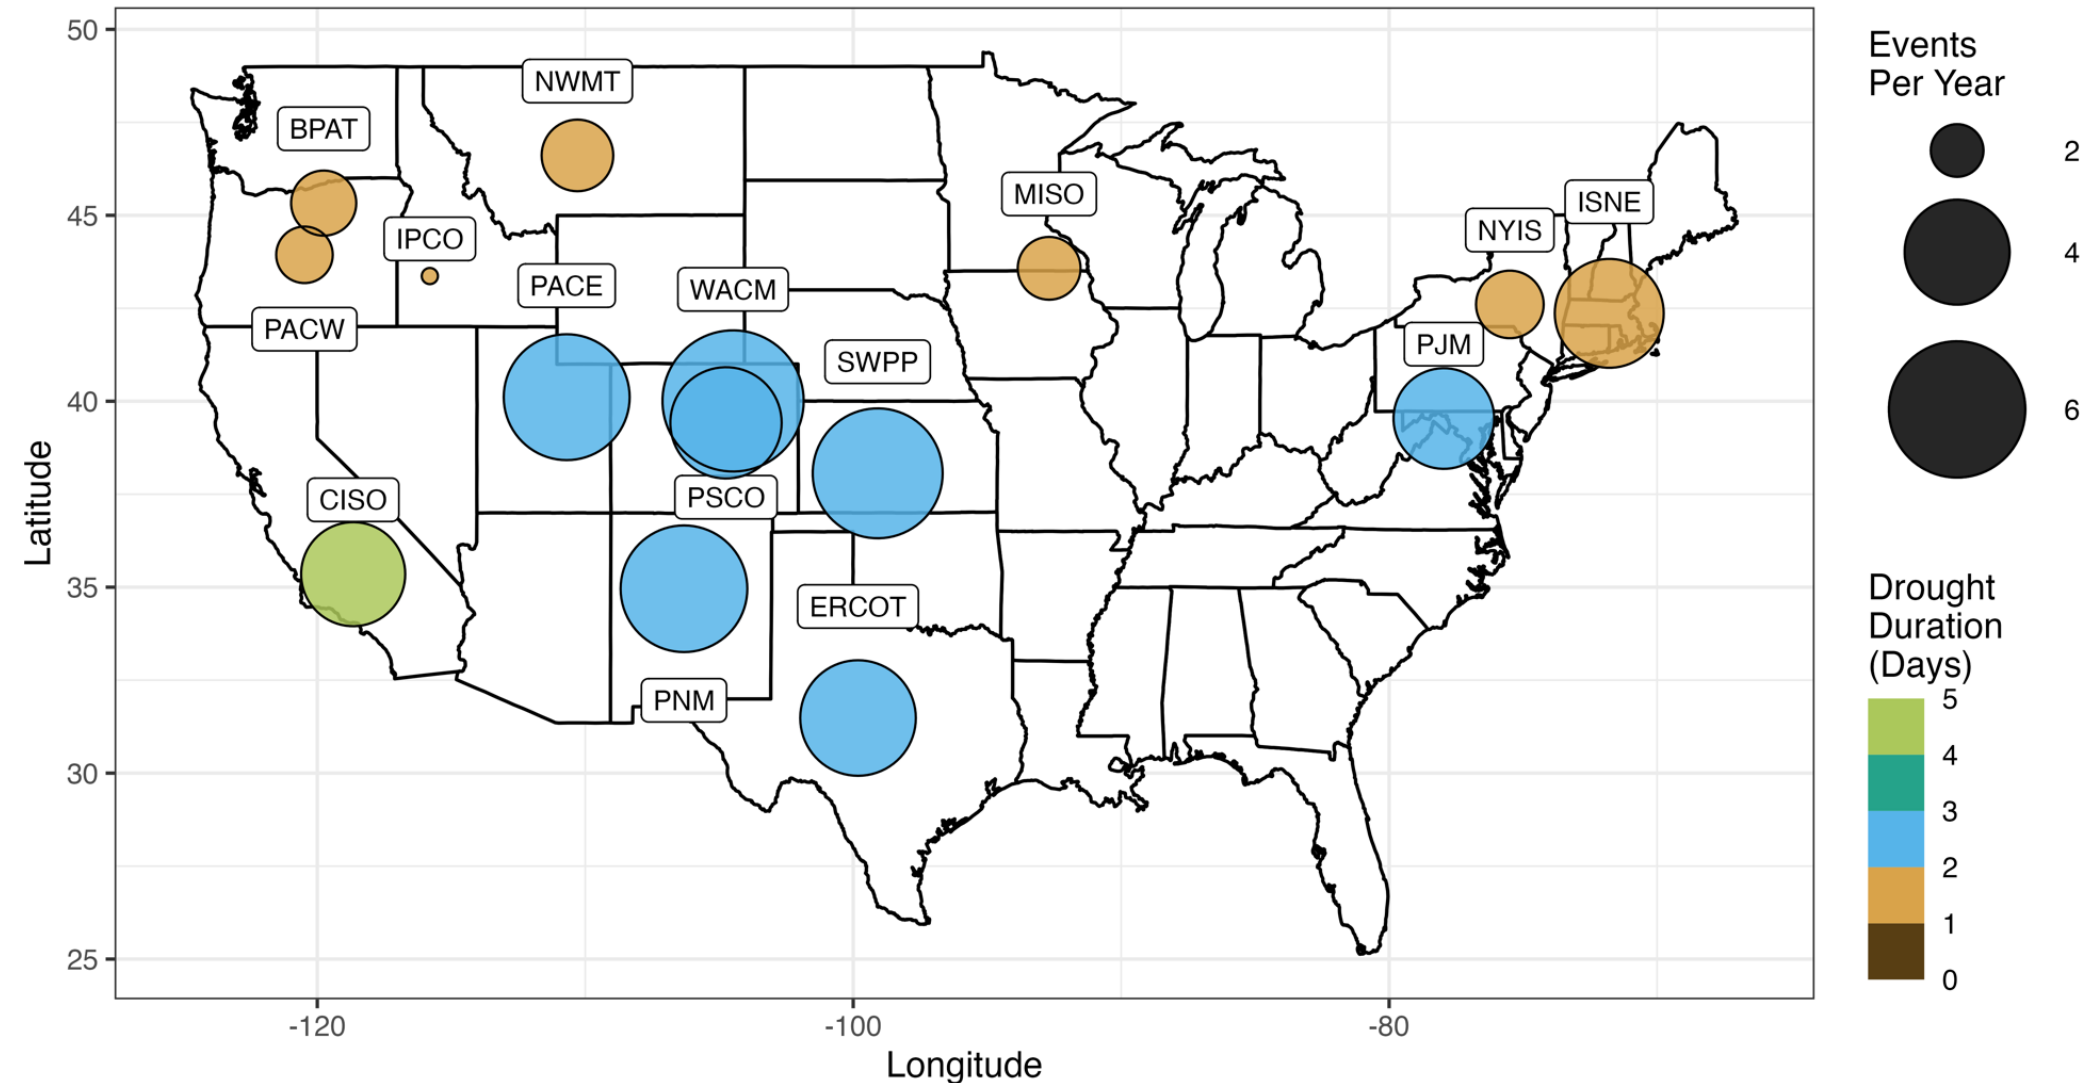 50
45
40
35
30
25
Latitude
-120
-100
-80
Longitude
NWMT
BPAT
MISO
ISNE
NYIS
IPCO
PACE
WACM
PACW
PJM
SWPP
CISO
PSCO
ERCOT
PNM
Events
Per Year
2
4
6
Drought
Duration
(Days)
5
4
3
2
1
0